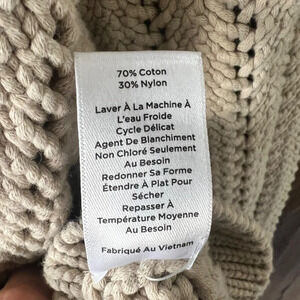 70% Coton
30% Nylon
Laver À La Machine À
L'eau Froide
Cycle Délicat
Agent De Blanchiment
Non Chloré Seulement
Au Besoin
Redonner Sa Forme
Étendre À Plat Pour
Sécher
Repasser À
Température Moyenne
Au Besoin
Fabriqué Au Vietnam